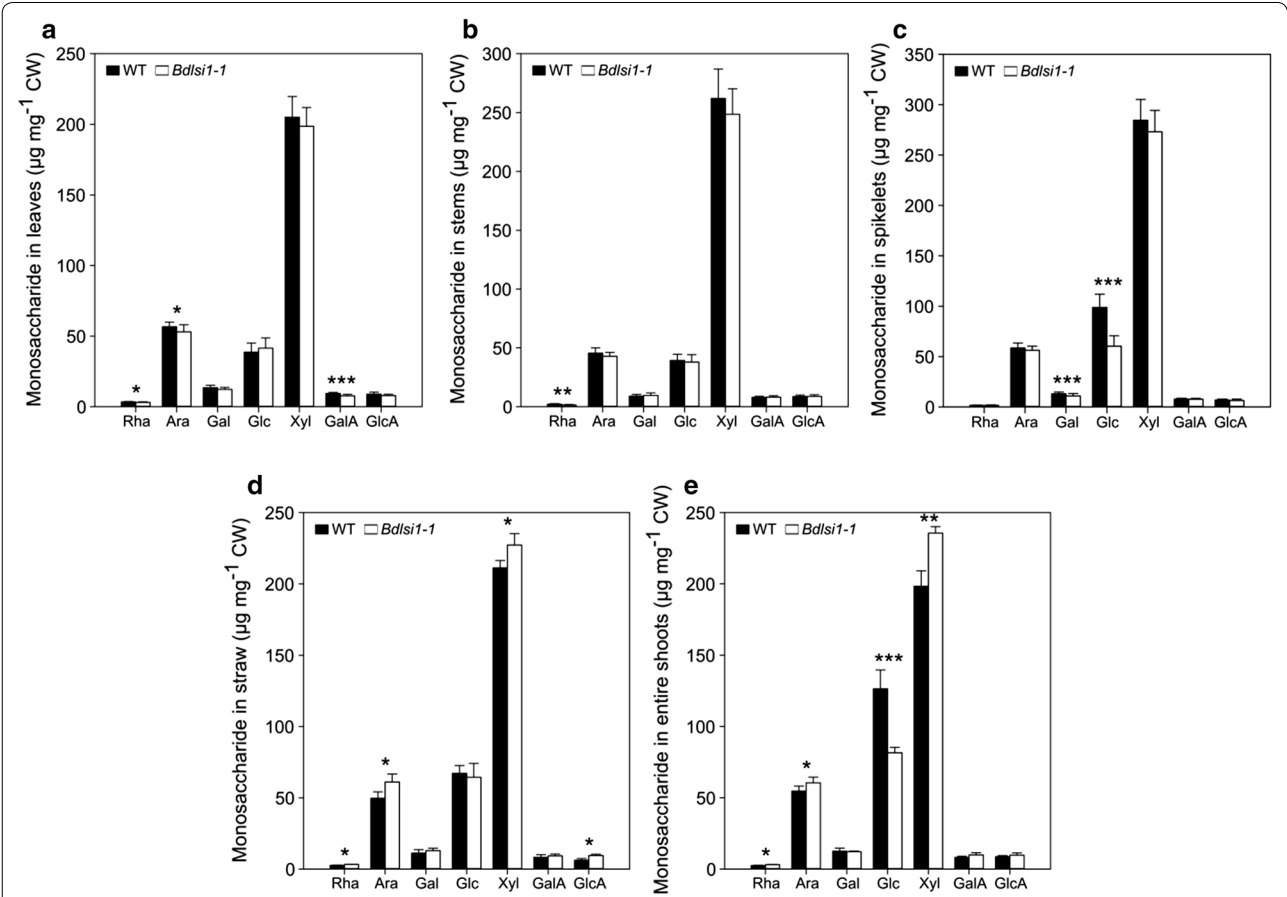 a
Monosaccharide in leaves (µg mg-1 CW)
WT Bdlsi1-1
250
200
150
100
50
0
* * ***
Rha Ara Gal Glc Xyl GalA GlcA
b
Monosaccharide in stems (µg mg-1 CW)
WT Bdlsi1-1
300
250
200
150
100
50
0
**
Rha Ara Gal Glc Xyl GalA GlcA
c
Monosaccharide in spikelets (µg mg-1 CW)
WT Bdlsi1-1
350
300
250
200
150
100
50
0
*** ***
Rha Ara Gal Glc Xyl GalA GlcA
d
Monosaccharide in straw (µg mg-1 CW)
WT Bdlsi1-1
250
200
150
100
50
0
* * * *
Rha Ara Gal Glc Xyl GalA GlcA
e
Monosaccharide in entire shoots (µg mg-1 CW)
WT Bdlsi1-1
250
200
150
100
50
0
* * *** **
Rha Ara Gal Glc Xyl GalA GlcA